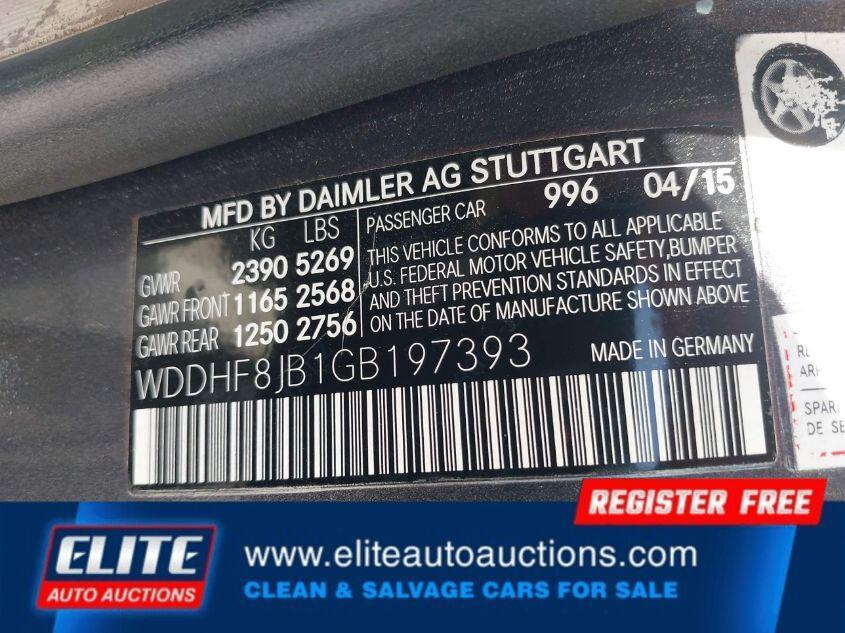 MFD BY DAIMLER AG STUTTGART
KG LBS
GVWR 2390 5269
GAWR FRONT 1165 2568
GAWR REAR 1250 2756
PASSENGER CAR 996 04/15
THIS VEHICLE CONFORMS TO ALL APPLICABLE
U.S. FEDERAL MOTOR VEHICLE SAFETY,BUMPER
AND THEFT PREVENTION STANDARDS IN EFFECT
ON THE DATE OF MANUFACTURE SHOWN ABOVE
WDDHF8JB1GB197393 MADE IN GERMANY
SPAR
DE SE
REGISTER FREE
ELITE
AUTO AUCTIONS
www.eliteautoauctions.com
CLEAN & SALVAGE CARS FOR SALE